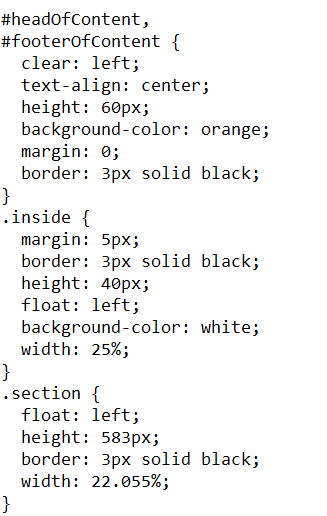 #headOfContent,
#footerOfContent {
  clear: left;
  text-align: center;
  height: 60px;
  background-color: orange;
  margin: 0;
  border: 3px solid black;
}
.inside {
  margin: 5px;
  border: 3px solid black;
  height: 40px;
  float: left;
  background-color: white;
  width: 25%;
}
.section {
  float: left;
  height: 583px;
  border: 3px solid black;
  width: 22.055%;
}